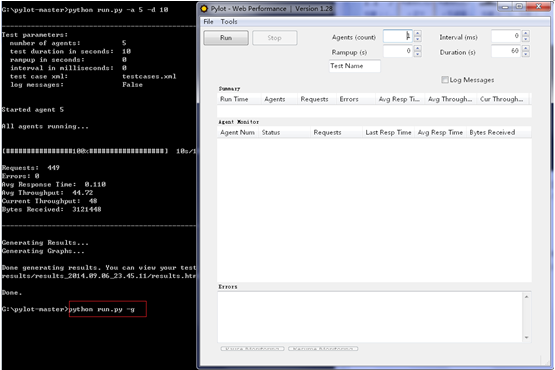 G:\pylot-master>python run.py -a 5 -d 10
Test parameters:
number of agents: 5
test duration in seconds: 10
rampup in seconds: 0
interval in milliseconds: 0
test case xml: testcases.xml
log messages: False
Started agent 5
All agents running...
[##################100%##################] 10s/1
Requests: 449
Errors: 0
Avg Response Time: 0.110
Avg Throughput: 44.72
Current Throughput: 48
Bytes Received: 3121448
Generating Results...
Generating Graphs...
Done generating results. You can view your test
results/results_2014.09.06_23.45.11/results.htm
Done.
G:\pylot-master>python run.py -g
Pylot - Web Performance | Version 1.28
File Tools
Run Stop Agents (count) Interval (ms) 0
Rampup (s) 0 Duration (s) 60
Test Name
Log Messages
Summary
Run Time Agents Requests Errors Avg Resp Ti... Avg Through... Cur Through...
Agent Monitor
Agent Num Status Requests Last Resp Time Avg Resp Time Bytes Received
Errors